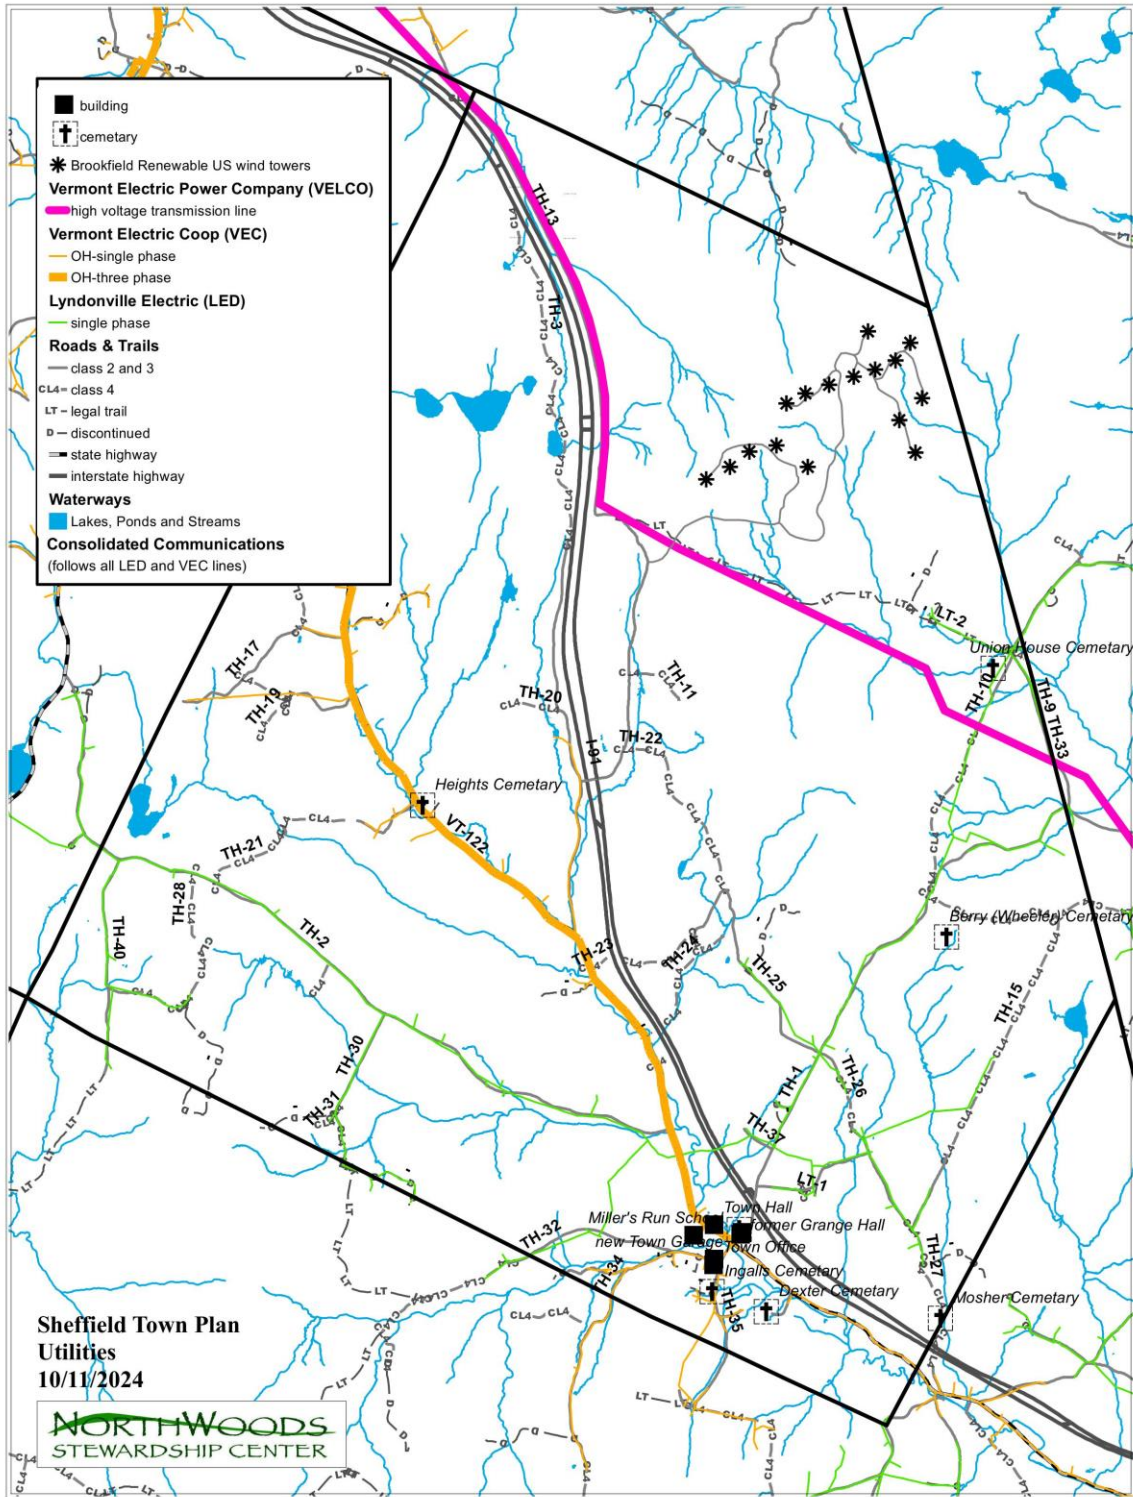 building
cemetary
Brookfield Renewable US wind towers
Vermont Electric Power Company (VELCO)
high voltage transmission line
Vermont Electric Coop (VEC)
OH-single phase
OH-three phase
Lyndonville Electric (LED)
single phase
Roads & Trails
class 2 and 3
CL4 class 4
LT legal trail
D discontinued
state highway
interstate highway
Waterways
Lakes, Ponds and Streams
Consolidated Communications
(follows all LED and VEC lines)
TH-13
TH-3
LT-2
Union House Cemetary
TH-17
TH-11
TH-10
TH-9 TH-33
TH-19
TH-20
TH-22
I-94
Heights Cemetary
VT-122
TH-21
TH-28
Berry (Wheeler) Cemetary
TH-40
TH-2
TH-23
TH-24
TH-25
TH-15
TH-30
TH-1
TH-26
TH-31
TH-37
LT-1
Town Hall
Miller's Run School
Former Grange Hall
new Town Garage
Town Office
TH-32
TH-34
TH-27
Ingalls Cemetary
Dexter Cemetary
Mosher Cemetary
TH-35
Sheffield Town Plan
Utilities
10/11/2024
NORTHWOODS
STEWARDSHIP CENTER